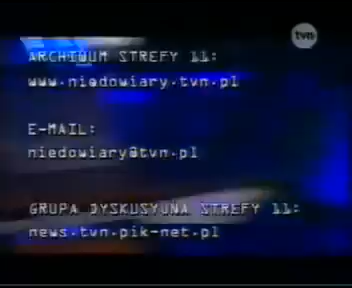 tvn
ARCHIWUM STREFY 11:
www.niedowiary.tvn.pl
E-MAIL:
niedowiary@tvn.pl
GRUPA DYSKUSYJNA STREFY 11:
news.tvn.pik-net.pl